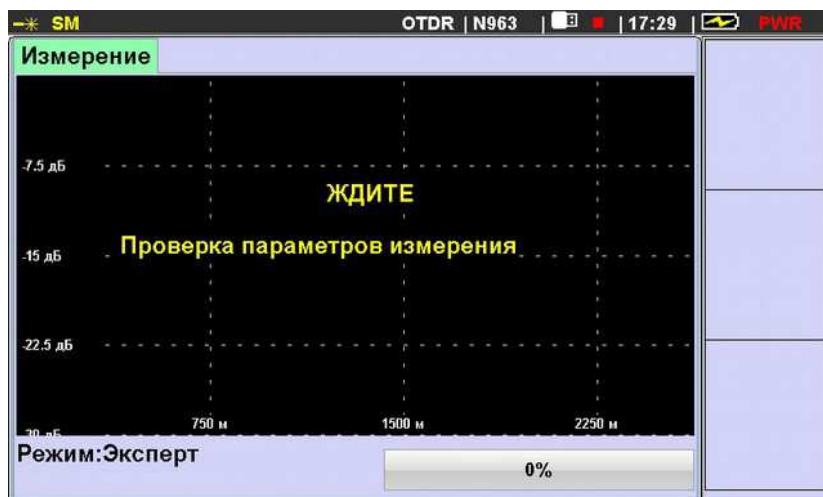 SM OTDR | N963 | | 17:29 | PWR
Измерение
-7.5 дБ
ЖДИТЕ
Проверка параметров измерения
-15 дБ
-22.5 дБ
750 м 1500 м 2250 м
Режим:Эксперт
0%